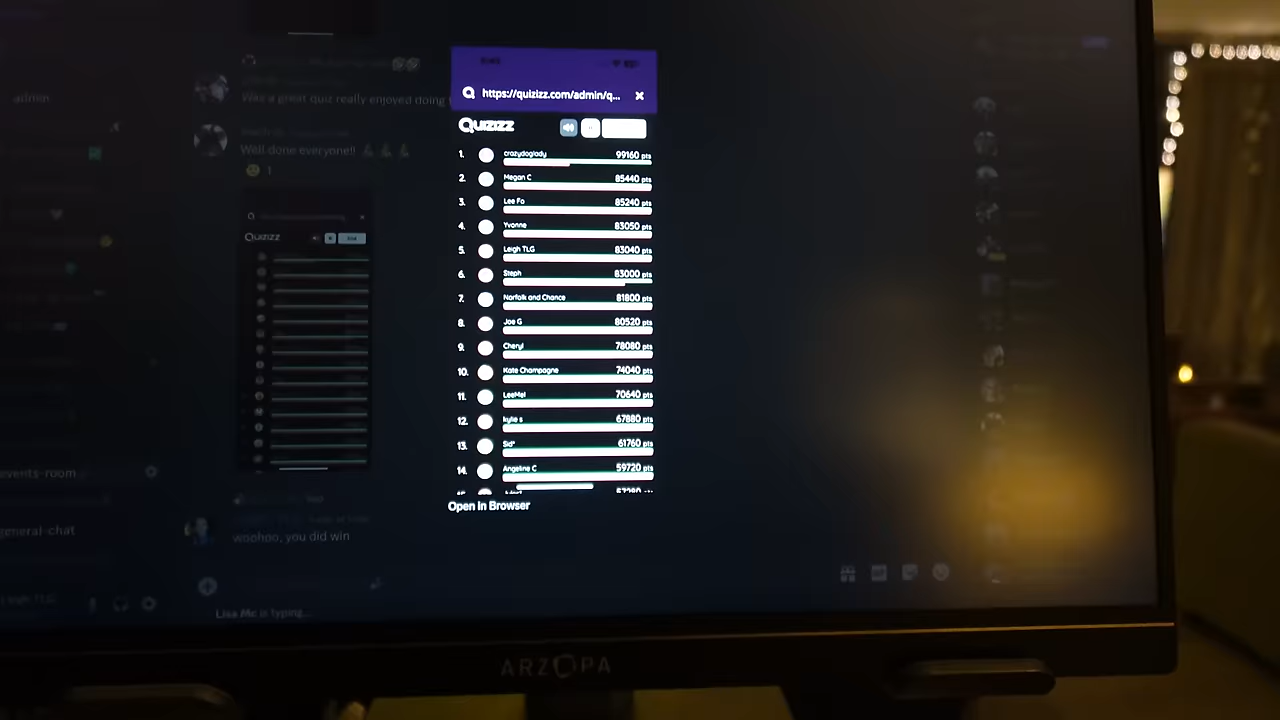 admin
Was a great quiz really enjoyed doing
Well done everyone!!
1
QUIZIZZ
events-room
general-chat
woohoo, you did win
Lisa Mc is typing...
https://quizizz.com/admin/q...
QUIZIZZ
1. crazydoglady 99160 pts
2. Megan C 85440 pts
3. Lee Fo 85240 pts
4. Yvonne 83050 pts
5. Leigh TLG 83040 pts
6. Steph 83000 pts
7. Norfolk and Chance 81800 pts
8. Joe G 80520 pts
9. Cheryl 78080 pts
10. Kate Champagne 74040 pts
11. LeeMal 70640 pts
12. kylie s 67880 pts
13. Sid* 61760 pts
14. Angeline C 59720 pts
Open in Browser
ARZOPA